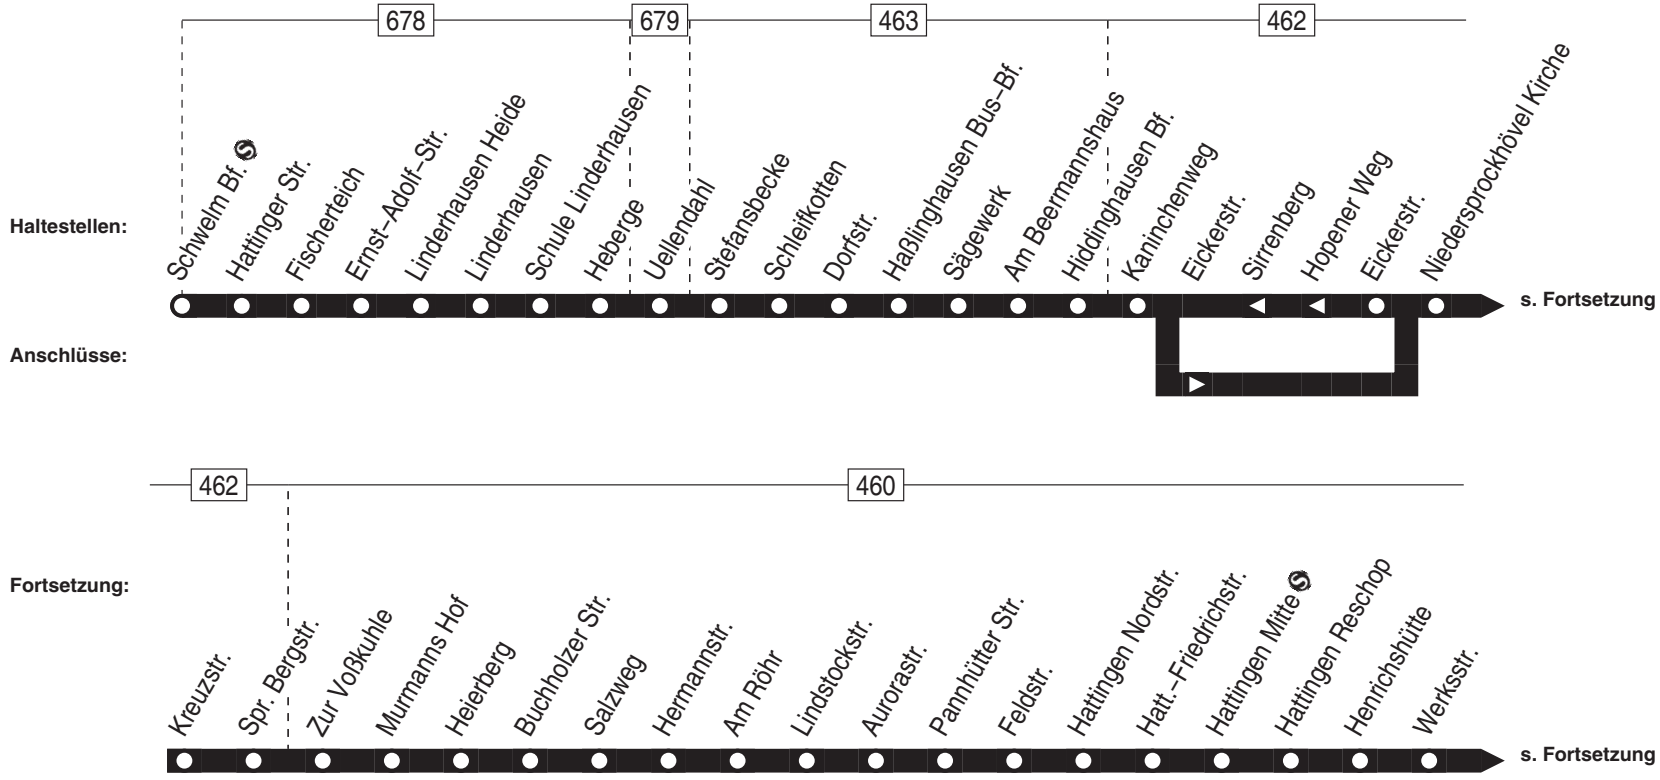 678 679 463 462
Haltestellen:
Schwelm Bf. S
Hattinger Str.
Fischerteich
Ernst-Adolf-Str.
Linderhausen Heide
Linderhausen
Schule Linderhausen
Heberge
Uellendahl
Stefansbecke
Schleifkotten
Dorfstr.
Haßlinghausen Bus-Bf.
Sägewerk
Am Beermannshaus
Hiddinghausen Bf.
Kaninchenweg
Eickerstr.
Sirrenberg
Hopener Weg
Eickerstr.
Niedersprockhövel Kirche
s. Fortsetzung
Anschlüsse:
462 460
Fortsetzung:
Kreuzstr.
Spr. Bergstr.
Zur Voßkuhle
Murmanns Hof
Heierberg
Buchholzer Str.
Salzweg
Hermannstr.
Am Röhr
Lindstockstr.
Aurorastr.
Pannhütter Str.
Feldstr.
Hattingen Nordstr.
Hatt.-Friedrichstr.
Hattingen Mitte S
Hattingen Reschop
Henrichshütte
Werksstr.
s. Fortsetzung